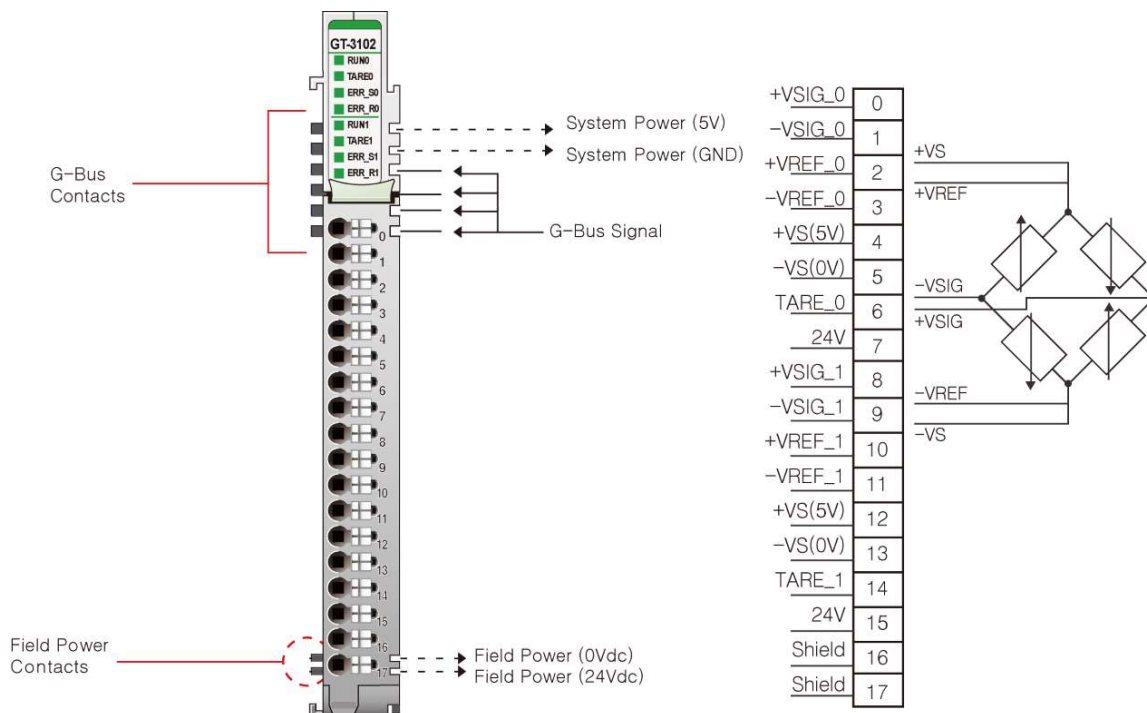 GT-3102
RUN0
TARE0
ERR_S0
ERR_R0
RUN1
TARE1
ERR_S1
ERR_R1
0
1
2
3
4
5
6
7
8
9
10
11
12
13
14
15
16
17
G-Bus
Contacts
Field Power
Contacts
System Power (5V)
System Power (GND)
G-Bus Signal
Field Power (0Vdc)
Field Power (24Vdc)
+VSIG_0 0
-VSIG_0 1
+VREF_0 2
-VREF_0 3
+VS(5V) 4
-VS(0V) 5
TARE_0 6
24V 7
+VSIG_1 8
-VSIG_1 9
+VREF_1 10
-VREF_1 11
+VS(5V) 12
-VS(0V) 13
TARE_1 14
24V 15
Shield 16
Shield 17
+VS
+VREF
-VSIG
+VSIG
-VREF
-VS